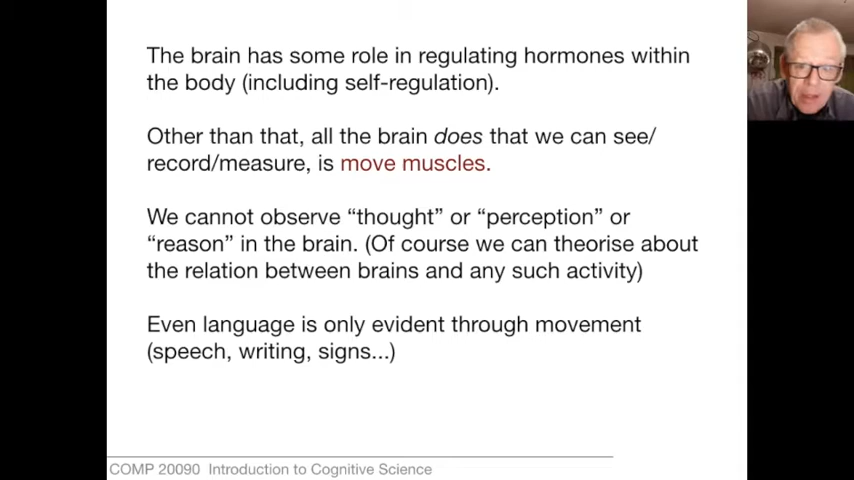 The brain has some role in regulating hormones within
the body (including self-regulation).
Other than that, all the brain does that we can see/
record/measure, is move muscles.
We cannot observe “thought” or “perception” or
“reason” in the brain. (Of course we can theorise about
the relation between brains and any such activity)
Even language is only evident through movement
(speech, writing, signs...)
COMP 20090 Introduction to Cognitive Science